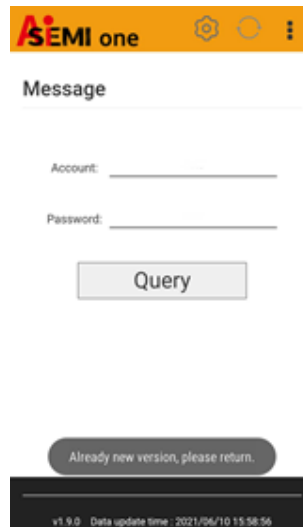 AiSEMI one
Message
Account:
Password:
Query
Already new version, please return.
v1.9.0 Data update time : 2021/06/10 15:58:56